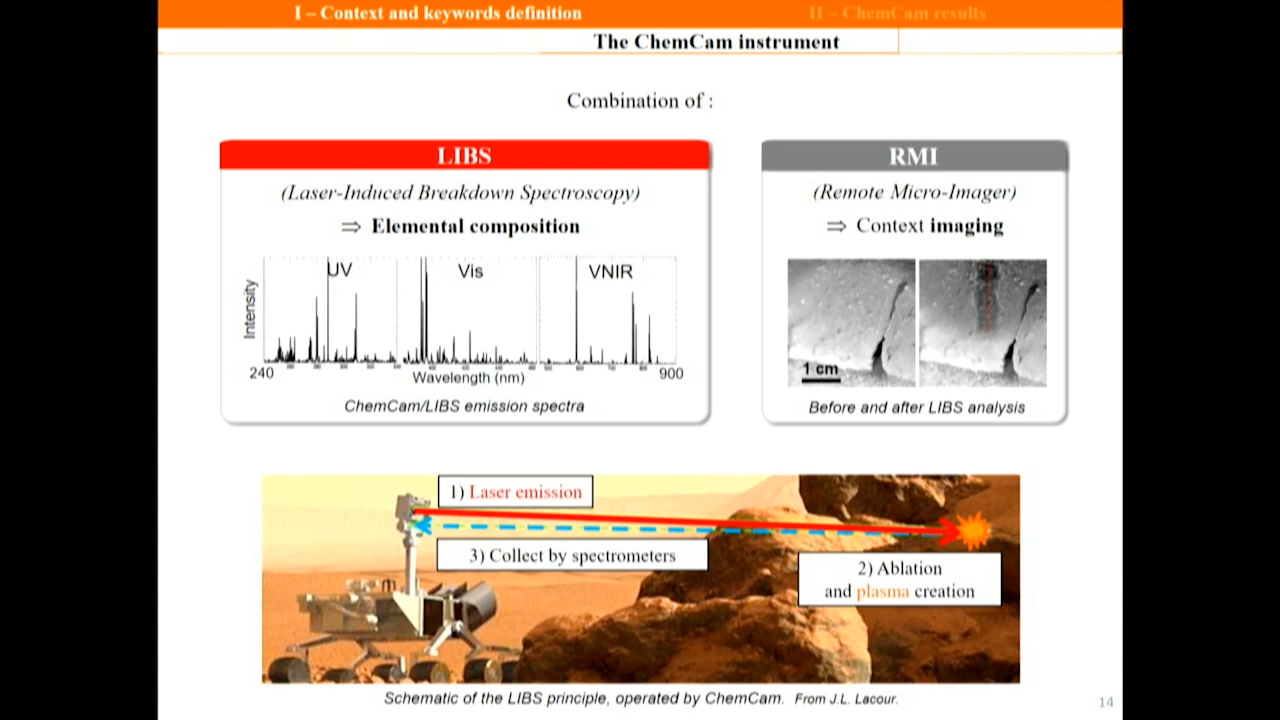 I – Context and keywords definition
II – ChemCam results
The ChemCam instrument
Combination of :
LIBS
(Laser-Induced Breakdown Spectroscopy)
⇒ Elemental composition
UV
Vis
VNIR
Intensity
240
Wavelength (nm)
900
ChemCam/LIBS emission spectra
RMI
(Remote Micro-Imager)
⇒ Context imaging
1 cm
Before and after LIBS analysis
1) Laser emission
3) Collect by spectrometers
2) Ablation
and plasma creation
Schematic of the LIBS principle, operated by ChemCam. From J.L. Lacour.
14